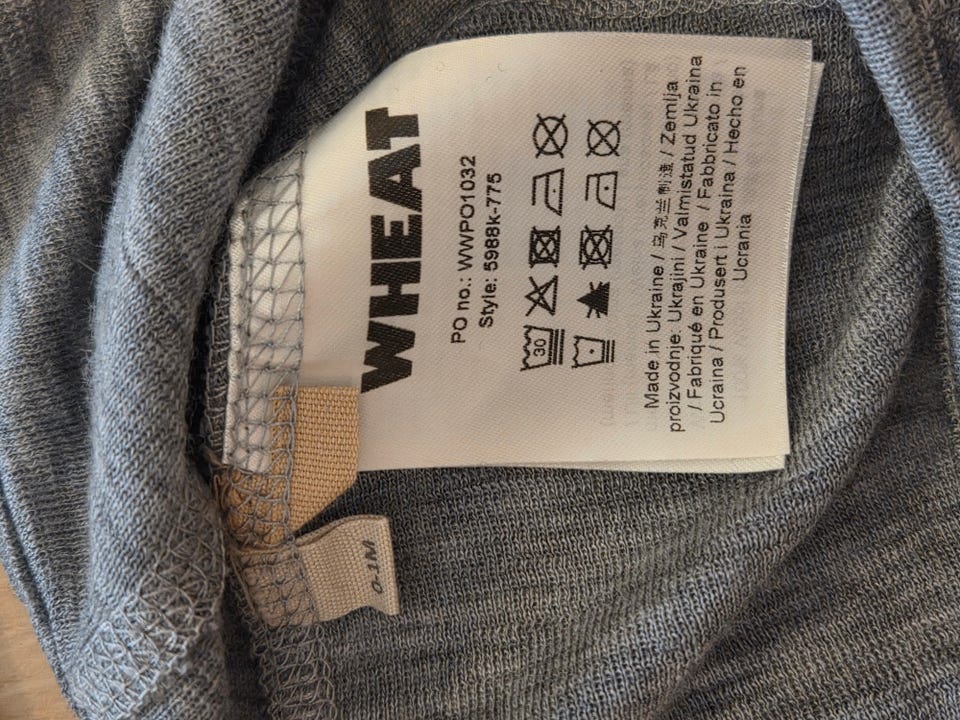 WHEAT
PO no.: WWPO1032
Style: 5988k-775
30
Made in Ukraine / 乌克兰制造 / Zemlja
proizvodnje: Ukrajini / Valmistatud Ukraina
/ Fabriqué en Ukraine / Fabbricato in
Ucraina / Produsert i Ukraina / Hecho en
Ucrania
0-1M